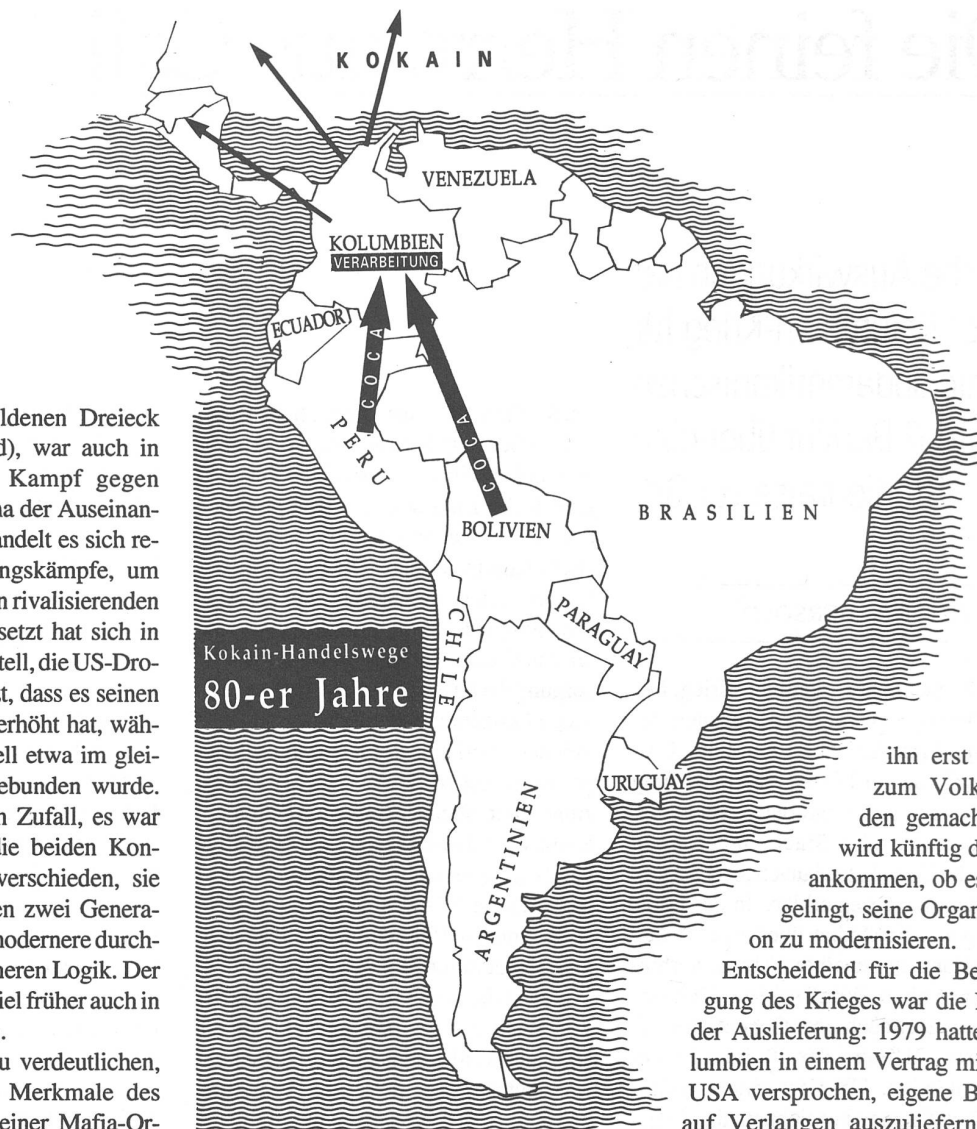 KOKAIN
VENEZUELA
KOLUMBIEN
VERARBEITUNG
ECUADOR
COCA
COCA
PERU
BOLIVIEN
BRASILIEN
PARAGUAY
CHILE
Kokain-Handelswege
80-er Jahre
URUGUAY
ARGENTINIEN
ldenen Dreieck
d), war auch in
Kampf gegen
na der Auseinan-
andelt es sich re-
ngskämpfe, um
n rivalisierenden
setzt hat sich in
tell, die US-Dro-
t, dass es seinen
erhöht hat, wäh-
ell etwa im glei-
ebunden wurde.
n Zufall, es war
die beiden Kon-
verschieden, sie
en zwei Genera-
modernere durch-
neren Logik. Der
iel früher auch in
.
u verdeutlichen,
Merkmale des
einer Mafia-Or-
ihn erst
zum Volk
den gemach
wird künftig d
ankommen, ob es
gelingt, seine Organ
on zu modernisieren.
Entscheidend für die Be
gung des Krieges war die
der Auslieferung: 1979 hatte
lumbien in einem Vertrag mi
USA versprochen, eigene B
auf Verlangen auszuliefern